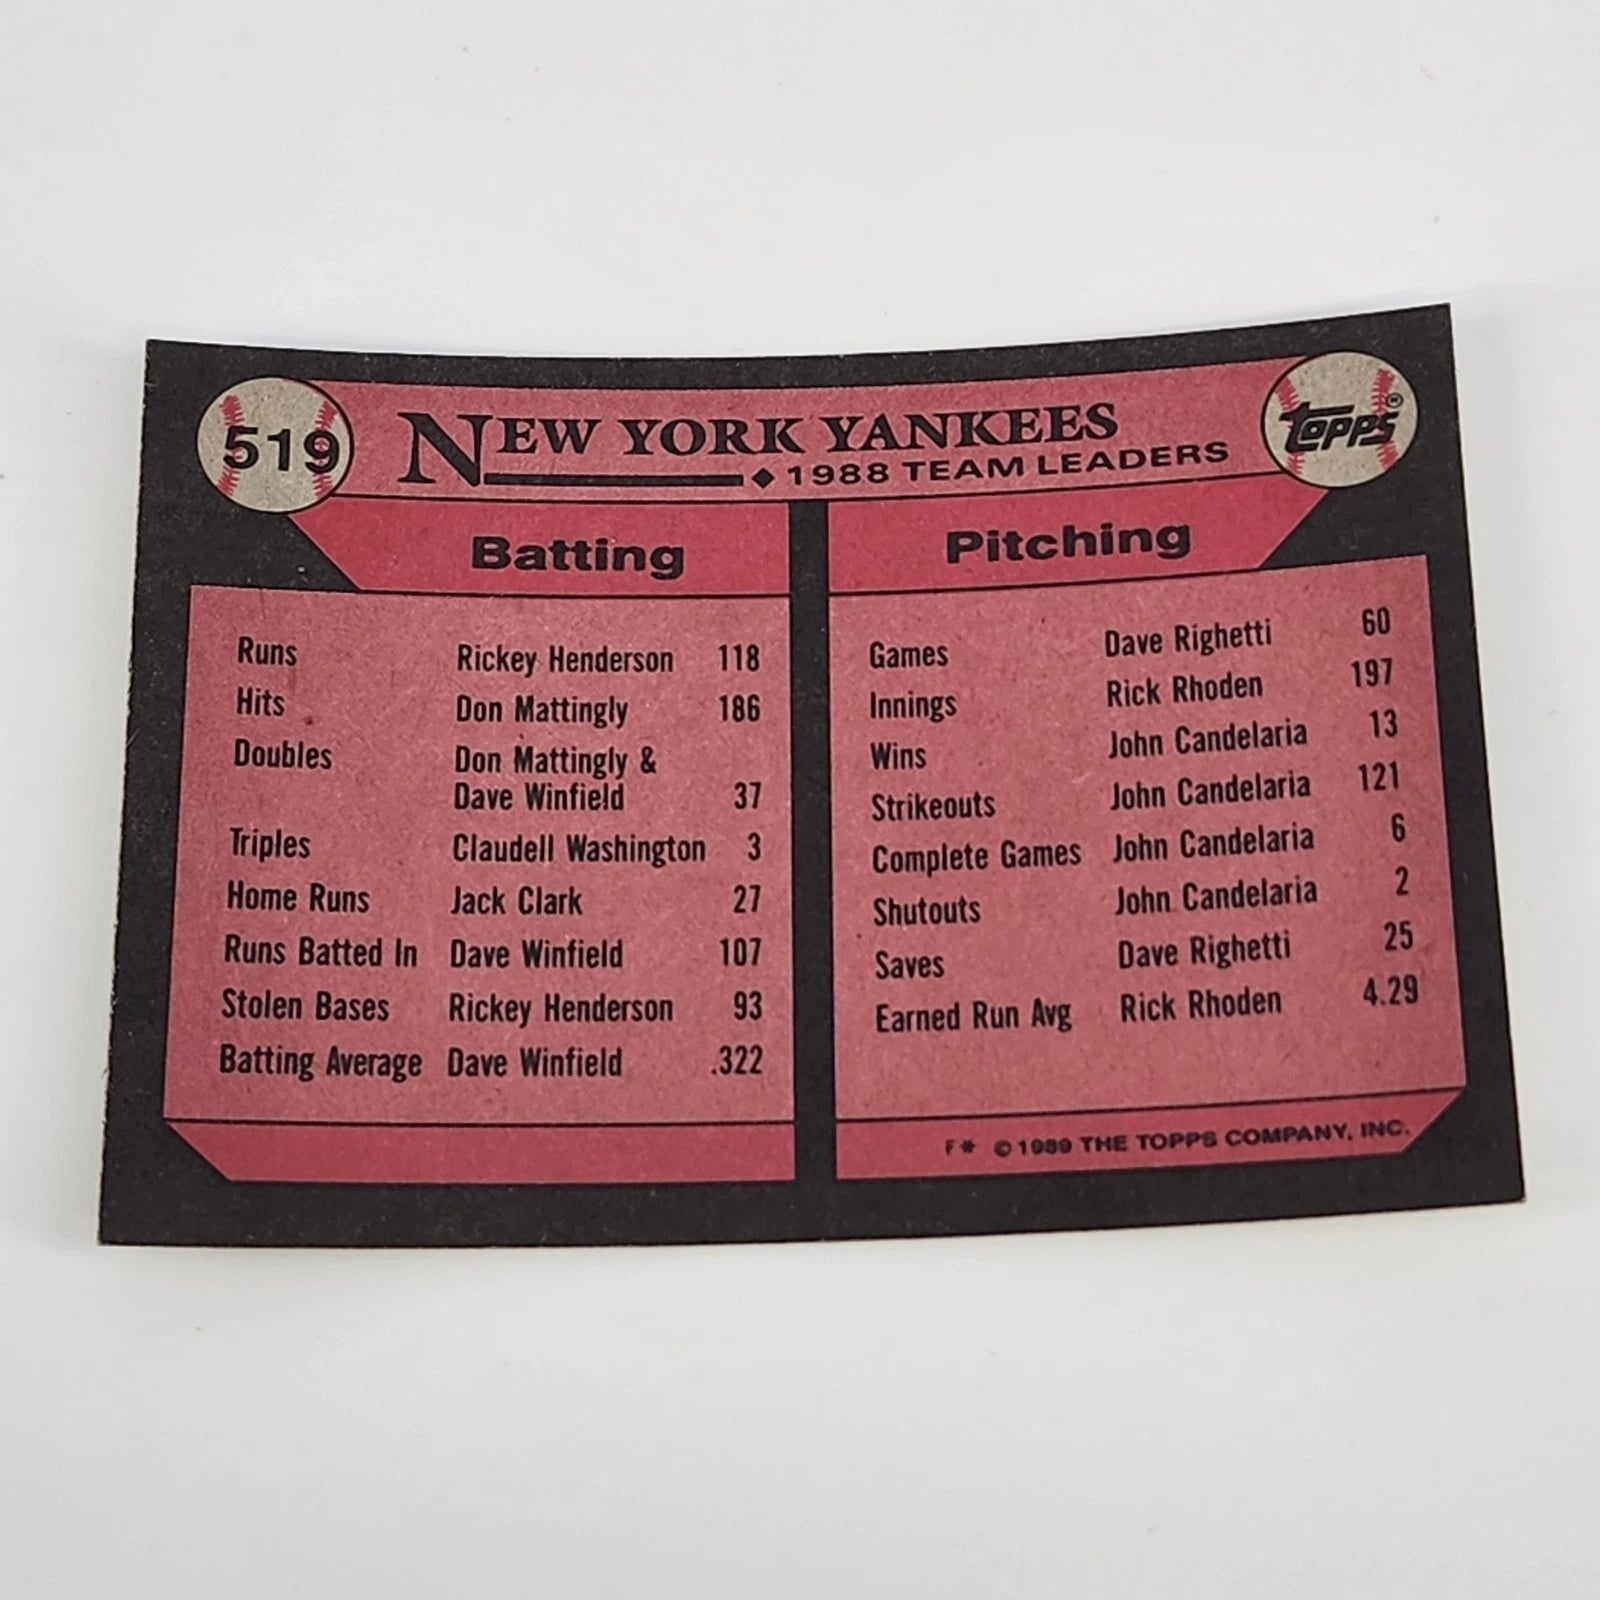 519
NEW YORK YANKEES
1988 TEAM LEADERS
topps®
Batting
Runs Rickey Henderson 118
Hits Don Mattingly 186
Doubles Don Mattingly &
Dave Winfield 37
Triples Claudell Washington 3
Home Runs Jack Clark 27
Runs Batted In Dave Winfield 107
Stolen Bases Rickey Henderson 93
Batting Average Dave Winfield .322
Pitching
Games Dave Righetti 60
Innings Rick Rhoden 197
Wins John Candelaria 13
Strikeouts John Candelaria 121
Complete Games John Candelaria 6
Shutouts John Candelaria 2
Saves Dave Righetti 25
Earned Run Avg Rick Rhoden 4.29
F* © 1989 THE TOPPS COMPANY, INC.